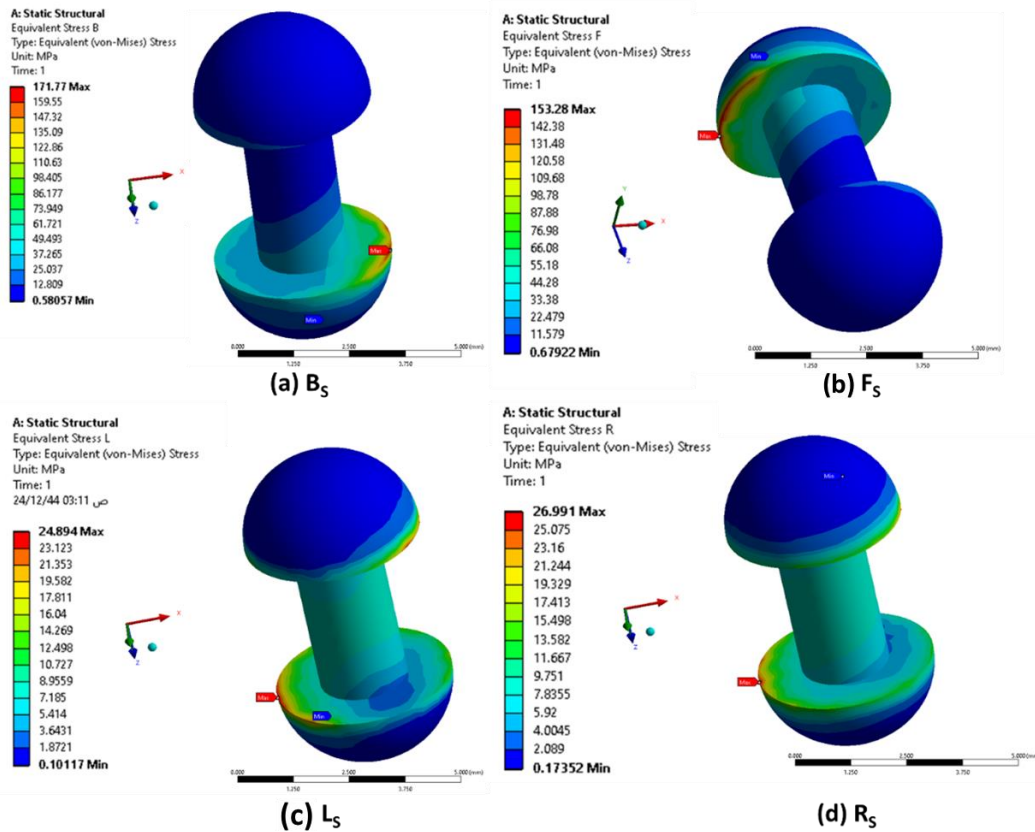 A: Static Structural
Equivalent Stress B
Type: Equivalent (von-Mises) Stress
Unit: MPa
Time: 1
171.77 Max
159.55
147.32
135.09
122.86
110.63
98.405
86.177
73.949
61.721
49.493
37.265
25.037
12.809
0.58057 Min
X
Z
Max
Min
0.000 2.500 5.000 (mm)
1.250 3.750
(a) Bs
A: Static Structural
Equivalent Stress F
Type: Equivalent (von-Mises) Stress
Unit: MPa
Time: 1
153.28 Max
142.38
131.48
120.58
109.68
98.78
87.88
76.98
66.08
55.18
44.28
33.38
22.479
11.579
0.67922 Min
Y
X
Z
Min
Max
0.000 2.500 5.000 (mm)
1.250 3.750
(b) Fs
A: Static Structural
Equivalent Stress L
Type: Equivalent (von-Mises) Stress
Unit: MPa
Time: 1
24/12/44 03:11 ص
24.894 Max
23.123
21.353
19.582
17.811
16.04
14.269
12.498
10.727
8.9559
7.185
5.414
3.6431
1.8721
0.10117 Min
X
Z
Max
Min
0.000 2.500 5.000 (mm)
1.250 3.750
(c) Ls
A: Static Structural
Equivalent Stress R
Type: Equivalent (von-Mises) Stress
Unit: MPa
Time: 1
26.991 Max
25.075
23.16
21.244
19.329
17.413
15.498
13.582
11.667
9.751
7.8355
5.92
4.0045
2.089
0.17352 Min
X
Z
Min
Max
0.000 2.500 5.000 (mm)
1.250 3.750
(d) Rs